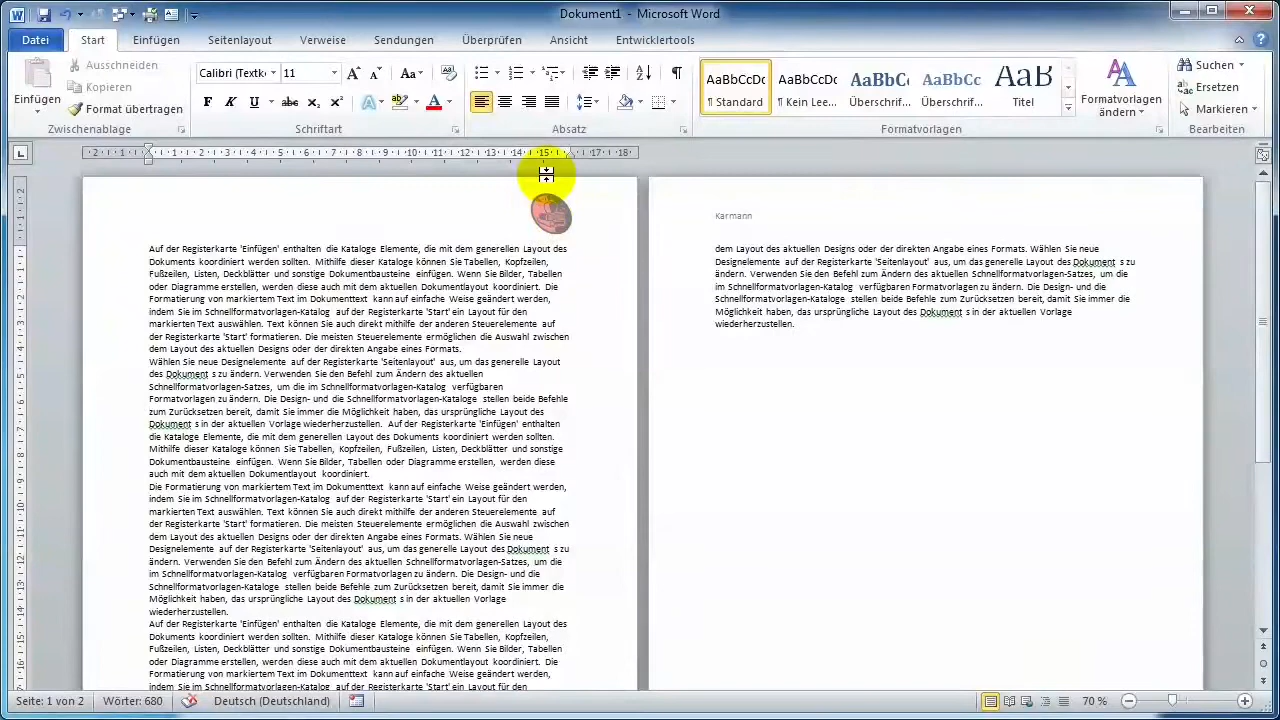 Dokument1 - Microsoft Word
Datei Start Einfügen Seitenlayout Verweise Sendungen Überprüfen Ansicht Entwicklertools
Einfügen
Ausschneiden
Kopieren
Format übertragen
Zwischenablage
Calibri (Textk 11
Schriftart
Absatz
AaBbCcDc AaBbCcDc AaBbC AaBbCc AaB
¶ Standard ¶ Kein Lee... Überschrif... Überschrif... Titel
Formatvorlagen
ändern
Formatvorlagen
Suchen
Ersetzen
Markieren
Bearbeiten
Auf der Registerkarte 'Einfügen' enthalten die Kataloge Elemente, die mit dem generellen Layout des
Dokuments koordiniert werden sollten. Mithilfe dieser Kataloge können Sie Tabellen, Kopfzeilen,
Fußzeilen, Listen, Deckblätter und sonstige Dokumentbausteine einfügen. Wenn Sie Bilder, Tabellen
oder Diagramme erstellen, werden diese auch mit dem aktuellen Dokumentlayout koordiniert. Die
Formatierung von markiertem Text im Dokumenttext kann auf einfache Weise geändert werden,
indem Sie im Schnellformatvorlagen-Katalog auf der Registerkarte 'Start' ein Layout für den
markierten Text auswählen. Text können Sie auch direkt mithilfe der anderen Steuerelemente auf
der Registerkarte 'Start' formatieren. Die meisten Steuerelemente ermöglichen die Auswahl zwischen
dem Layout des aktuellen Designs oder der direkten Angabe eines Formats.
Wählen Sie neue Designelemente auf der Registerkarte 'Seitenlayout' aus, um das generelle Layout
des Dokument s zu ändern. Verwenden Sie den Befehl zum Ändern des aktuellen
Schnellformatvorlagen-Satzes, um die im Schnellformatvorlagen-Katalog verfügbaren
Formatvorlagen zu ändern. Die Design- und die Schnellformatvorlagen-Kataloge stellen beide Befehle
zum Zurücksetzen bereit, damit Sie immer die Möglichkeit haben, das ursprüngliche Layout des
Dokument s in der aktuellen Vorlage wiederherzustellen. Auf der Registerkarte 'Einfügen' enthalten
die Kataloge Elemente, die mit dem generellen Layout des Dokuments koordiniert werden sollten.
Mithilfe dieser Kataloge können Sie Tabellen, Kopfzeilen, Fußzeilen, Listen, Deckblätter und sonstige
Dokumentbausteine einfügen. Wenn Sie Bilder, Tabellen oder Diagramme erstellen, werden diese
auch mit dem aktuellen Dokumentlayout koordiniert.
Die Formatierung von markiertem Text im Dokumenttext kann auf einfache Weise geändert werden,
indem Sie im Schnellformatvorlagen-Katalog auf der Registerkarte 'Start' ein Layout für den
markierten Text auswählen. Text können Sie auch direkt mithilfe der anderen Steuerelemente auf
der Registerkarte 'Start' formatieren. Die meisten Steuerelemente ermöglichen die Auswahl zwischen
dem Layout des aktuellen Designs oder der direkten Angabe eines Formats. Wählen Sie neue
Designelemente auf der Registerkarte 'Seitenlayout' aus, um das generelle Layout des Dokument s zu
ändern. Verwenden Sie den Befehl zum Ändern des aktuellen Schnellformatvorlagen-Satzes, um die
im Schnellformatvorlagen-Katalog verfügbaren Formatvorlagen zu ändern. Die Design- und die
Schnellformatvorlagen-Kataloge stellen beide Befehle zum Zurücksetzen bereit, damit Sie immer die
Möglichkeit haben, das ursprüngliche Layout des Dokument s in der aktuellen Vorlage
wiederherzustellen.
Auf der Registerkarte 'Einfügen' enthalten die Kataloge Elemente, die mit dem generellen Layout des
Dokuments koordiniert werden sollten. Mithilfe dieser Kataloge können Sie Tabellen, Kopfzeilen,
Fußzeilen, Listen, Deckblätter und sonstige Dokumentbausteine einfügen. Wenn Sie Bilder, Tabellen
oder Diagramme erstellen, werden diese auch mit dem aktuellen Dokumentlayout koordiniert. Die
Formatierung von markiertem Text im Dokumenttext kann auf einfache Weise geändert werden,
indem Sie im Schnellformatvorlagen-Katalog auf der Registerkarte 'Start' ein Layout für den
Karmann
dem Layout des aktuellen Designs oder der direkten Angabe eines Formats. Wählen Sie neue
Designelemente auf der Registerkarte 'Seitenlayout' aus, um das generelle Layout des Dokument s zu
ändern. Verwenden Sie den Befehl zum Ändern des aktuellen Schnellformatvorlagen-Satzes, um die
im Schnellformatvorlagen-Katalog verfügbaren Formatvorlagen zu ändern. Die Design- und die
Schnellformatvorlagen-Kataloge stellen beide Befehle zum Zurücksetzen bereit, damit Sie immer die
Möglichkeit haben, das ursprüngliche Layout des Dokument s in der aktuellen Vorlage
wiederherzustellen.
Seite: 1 von 2 Wörter: 680 Deutsch (Deutschland) 70 %